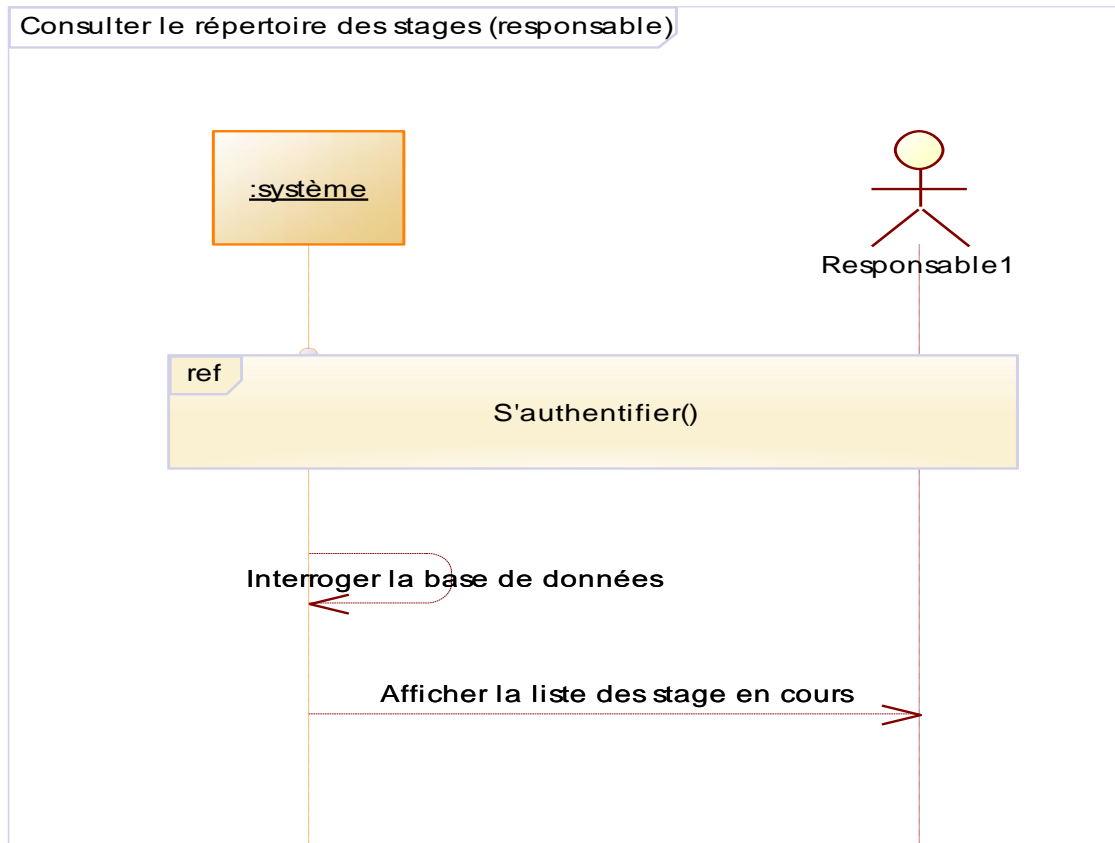 Consulter le répertoire des stages (responsable)
:système
Responsable1
ref
S'authentifier()
Interroger la base de données
Afficher la liste des stage en cours